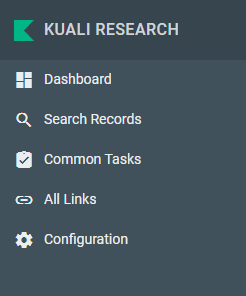 KUALI RESEARCH
Dashboard
Search Records
Common Tasks
All Links
Configuration